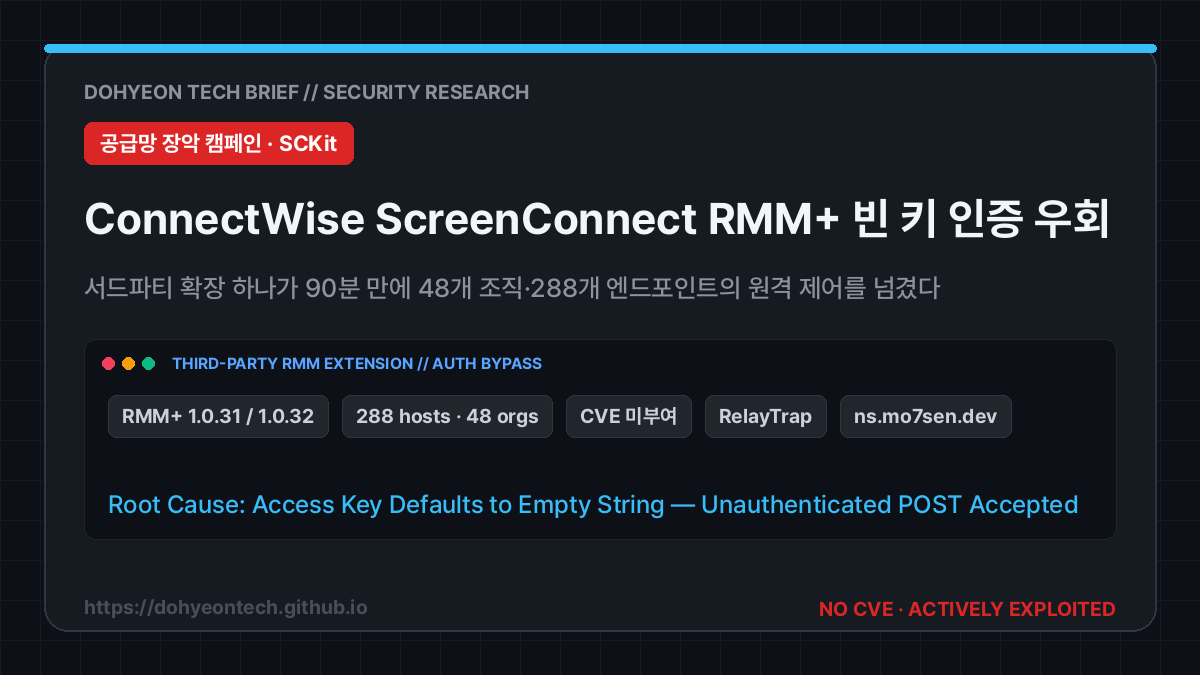 DOHYEON TECH BRIEF // SECURITY RESEARCH
공급망 장악 캠페인 · SCKit
ConnectWise ScreenConnect RMM+ 빈 키 인증 우회
서드파티 확장 하나가 90분 만에 48개 조직·288개 엔드포인트의 원격 제어를 넘겼다
THIRD-PARTY RMM EXTENSION // AUTH BYPASS
RMM+ 1.0.31 / 1.0.32
288 hosts · 48 orgs
CVE 미부여
RelayTrap
ns.mo7sen.dev
Root Cause: Access Key Defaults to Empty String — Unauthenticated POST Accepted
https://dohyeontech.github.io
NO CVE · ACTIVELY EXPLOITED